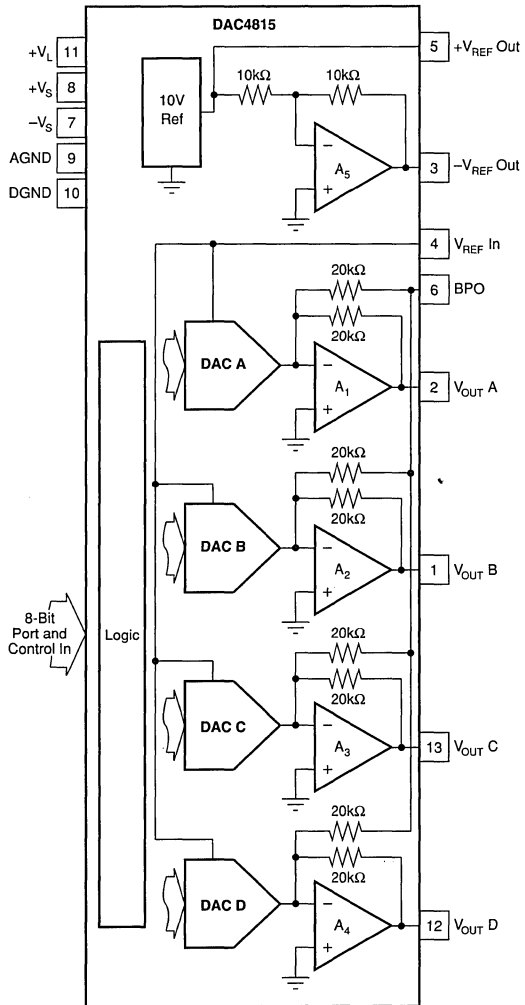 DAC4815
+VL 11
+VS 8
−VS 7
AGND 9
DGND 10
10V
Ref
10kΩ
10kΩ
−
+
A5
5 +VREF Out
3 −VREF Out
4 VREF In
6 BPO
20kΩ
20kΩ
DAC A
−
+
A1
2 VOUT A
20kΩ
20kΩ
DAC B
−
+
A2
1 VOUT B
8-Bit
Port and
Control In
Logic
20kΩ
20kΩ
DAC C
−
+
A3
13 VOUT C
20kΩ
20kΩ
DAC D
−
+
A4
12 VOUT D